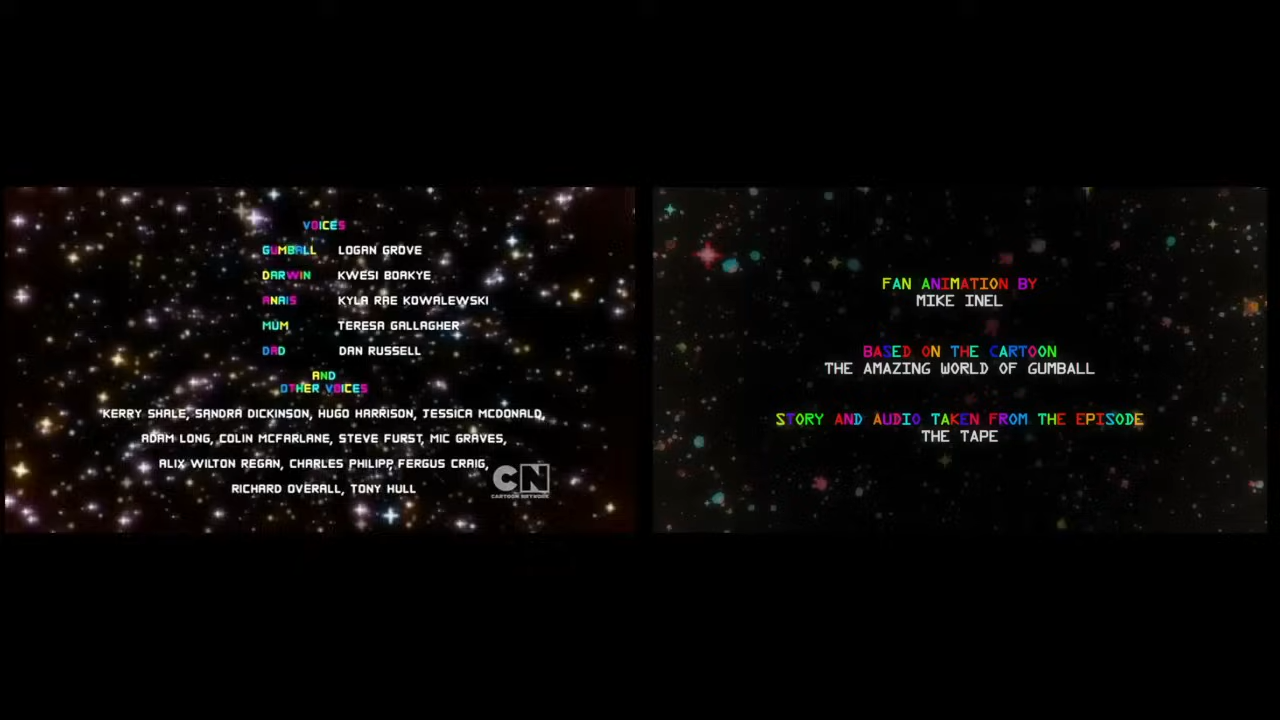 VOICES
GUMBALL LOGAN GROVE
DARWIN KWESI BOAKYE
ANAIS KYLA RAE KOWALEWSKI
MUM TERESA GALLAGHER
DAD DAN RUSSELL
AND
OTHER VOICES
KERRY SHALE, SANDRA DICKINSON, HUGO HARRISON, JESSICA MCDONALD,
ADAM LONG, COLIN MCFARLANE, STEVE FURST, MIC GRAVES,
ALIX WILTON REGAN, CHARLES PHILIPP, FERGUS CRAIG,
RICHARD OVERALL, TONY HULL
CN
CARTOON NETWORK
FAN ANIMATION BY
MIKE INEL
BASED ON THE CARTOON
THE AMAZING WORLD OF GUMBALL
STORY AND AUDIO TAKEN FROM THE EPISODE
THE TAPE